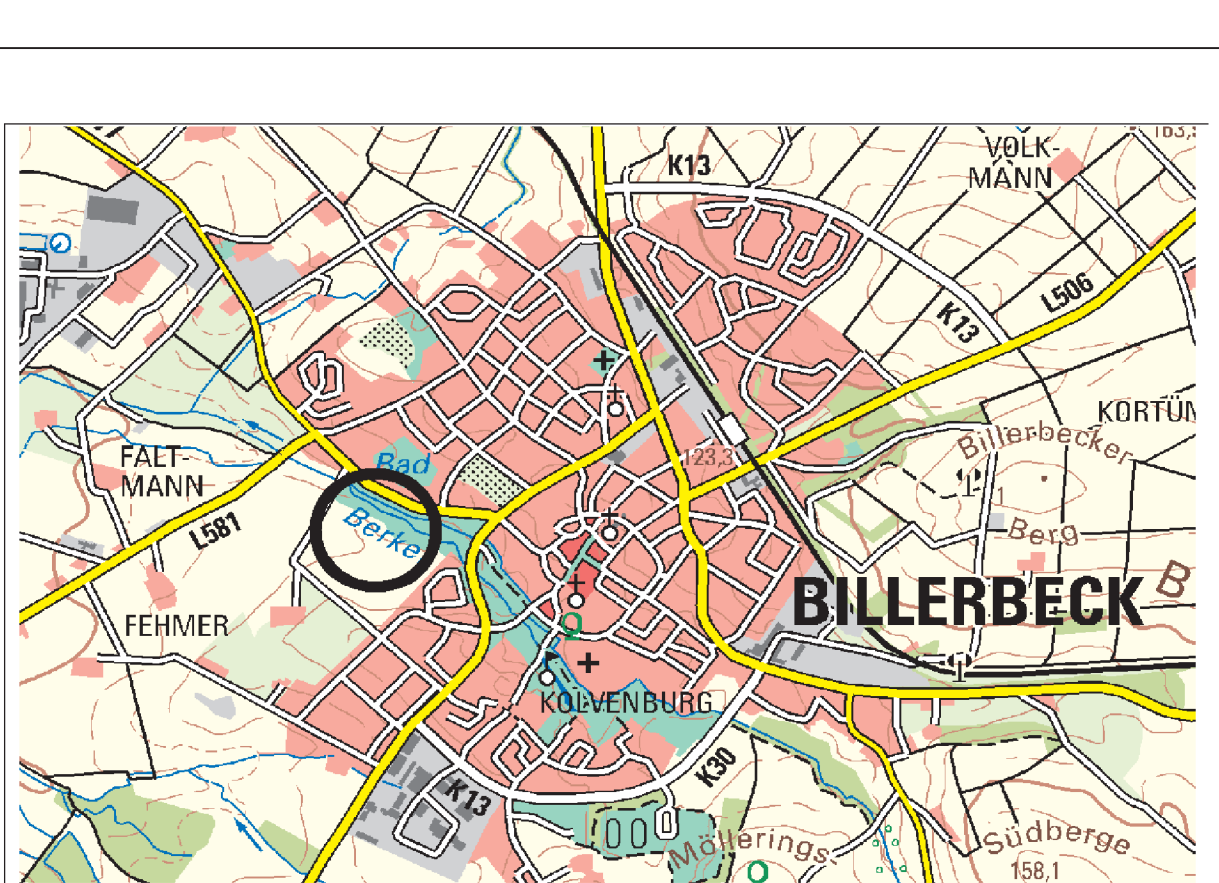 K13
VOLK-
MANN
L506
K13
KORTÜM
Billerbecker
FALT-
MANN
Bad
123,3
L581
Berke
Berg
BILLERBECK
B
FEHMER
KOLVENBURG
K30
K13
Möllerings-
Südberge
158,1